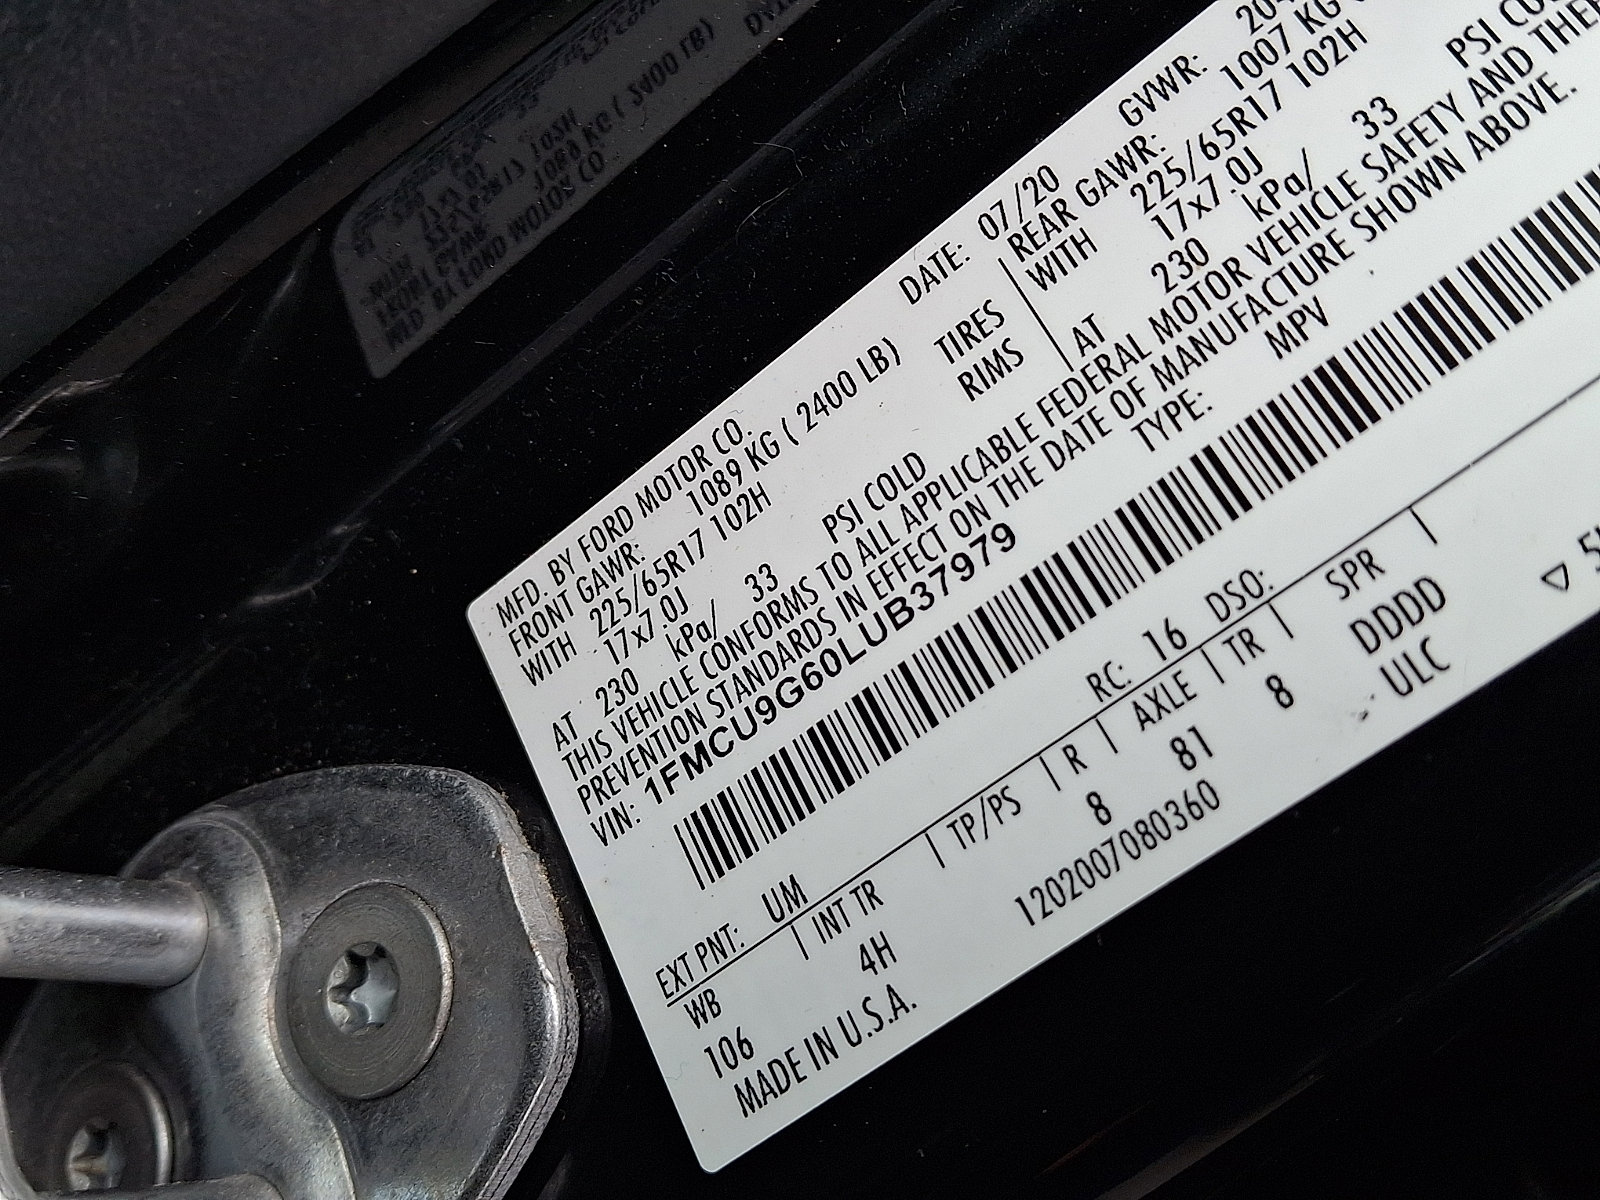 MFD. BY FORD MOTOR CO. DATE: 07/20 GVWR:
FRONT GAWR: 1089 KG ( 2400 LB) REAR GAWR: 1007 KG
WITH 225/65R17 102H TIRES WITH 225/65R17 102H
17x7.0J RIMS 17x7.0J
AT 230 kPa/ 33 PSI COLD AT 230 kPa/ 33 PSI
THIS VEHICLE CONFORMS TO ALL APPLICABLE FEDERAL MOTOR VEHICLE SAFETY AND
PREVENTION STANDARDS IN EFFECT ON THE DATE OF MANUFACTURE SHOWN ABOVE.
VIN: 1FMCU9G60LUB37979 TYPE: MPV
EXT PNT: UM RC: 16 DSO:
WB | INT TR | TP/PS | R | AXLE | TR | SPR |
106 4H 8 81 8 DDDD
MADE IN U.S.A. 1202007080360 ULC